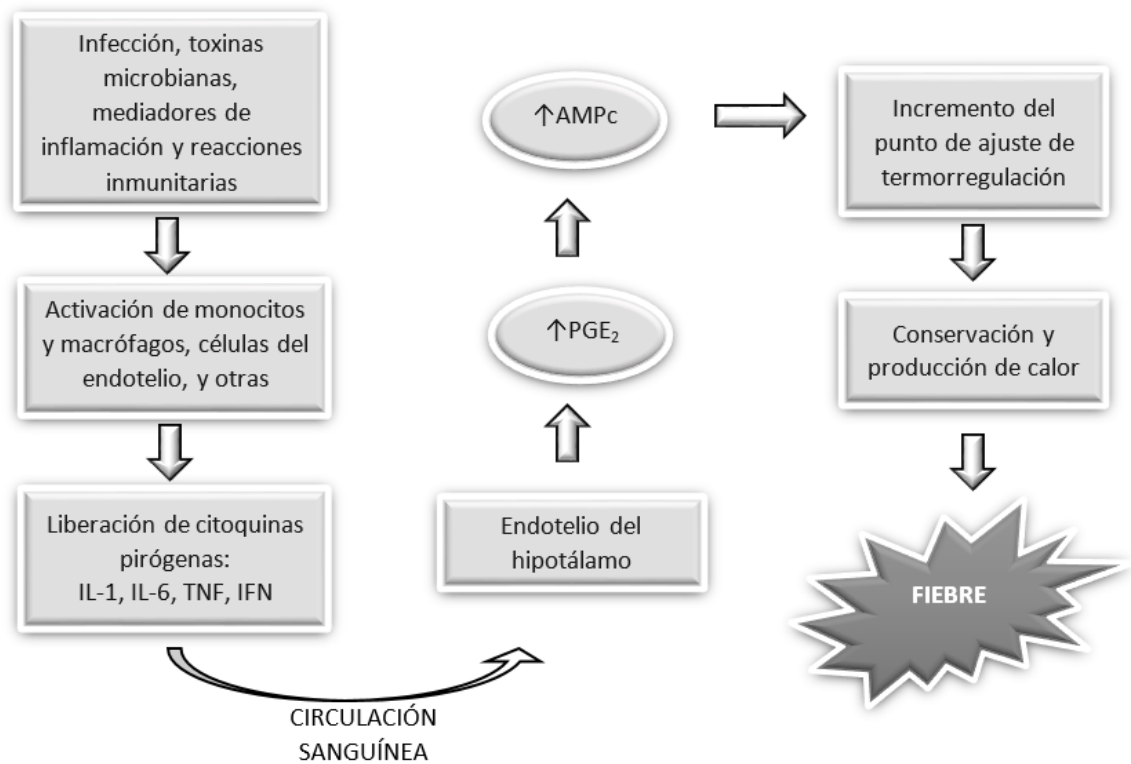 Infección, toxinas
microbianas,
mediadores de
inflamación y reacciones
inmunitarias
Activación de monocitos
y macrófagos, células del
endotelio, y otras
Liberación de citoquinas
pirógenas:
IL-1, IL-6, TNF, IFN
CIRCULACIÓN
SANGUÍNEA
Endotelio del
hipotálamo
↑PGE₂
↑AMPc
Incremento del
punto de ajuste de
termorregulación
Conservación y
producción de calor
FIEBRE